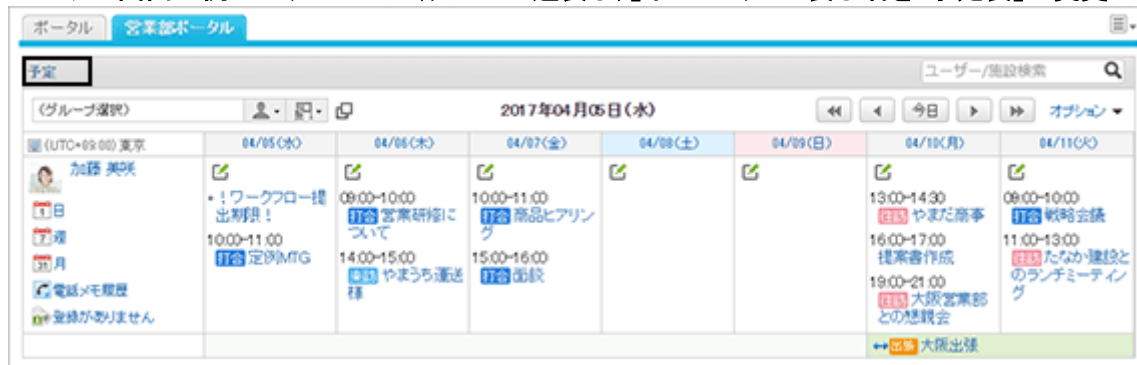 ポータル 営業部ポータル
予定 ユーザー/施設検索
(グループ選択) 2017年04月05日(水) 今日 オプション
(UTC+09:00) 東京 04/05(水) 04/06(木) 04/07(金) 04/08(土) 04/09(日) 04/10(月) 04/11(火)
加藤 美咲
日
週
月
電話メモ履歴
登録がありません
・!ワークフロー提
出期限!
10:00-11:00
打合 定例MTG
09:00-10:00
打合 営業研修に
ついて
14:00-15:00
来訪 やまうち運送
様
10:00-11:00
打合 商品ヒアリン
グ
15:00-16:00
打合 面談
13:00-14:30
往訪 やまだ商事
16:00-17:00
提案書作成
19:00-21:00
往訪 大阪営業部
との懇親会
09:00-10:00
打合 戦略会議
11:00-13:00
往訪 たなか建設と
のランチミーティン
グ
出張 大阪出張